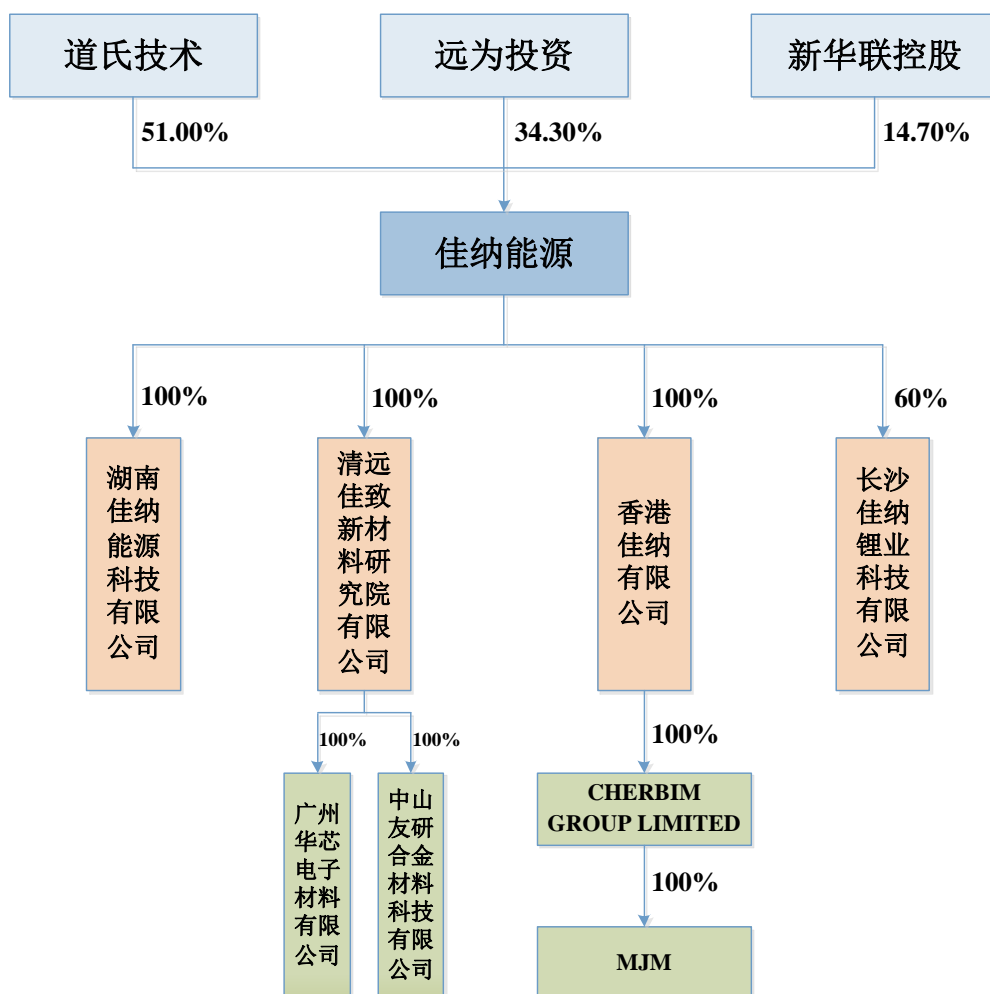 道氏技术
远为投资
新华联控股
51.00%
34.30%
14.70%
佳纳能源
100%
100%
100%
60%
湖南
佳纳
能源
科技
有限
公司
清远
佳致
新材
料研
究院
有限
公司
香港
佳纳
有限
公司
长沙
佳纳
锂业
科技
有限
公司
100%
100%
100%
广州
华芯
电子
材料
有限
公司
中山
友研
合金
材料
科技
有限
公司
CHERBIM
GROUP LIMITED
100%
MJM